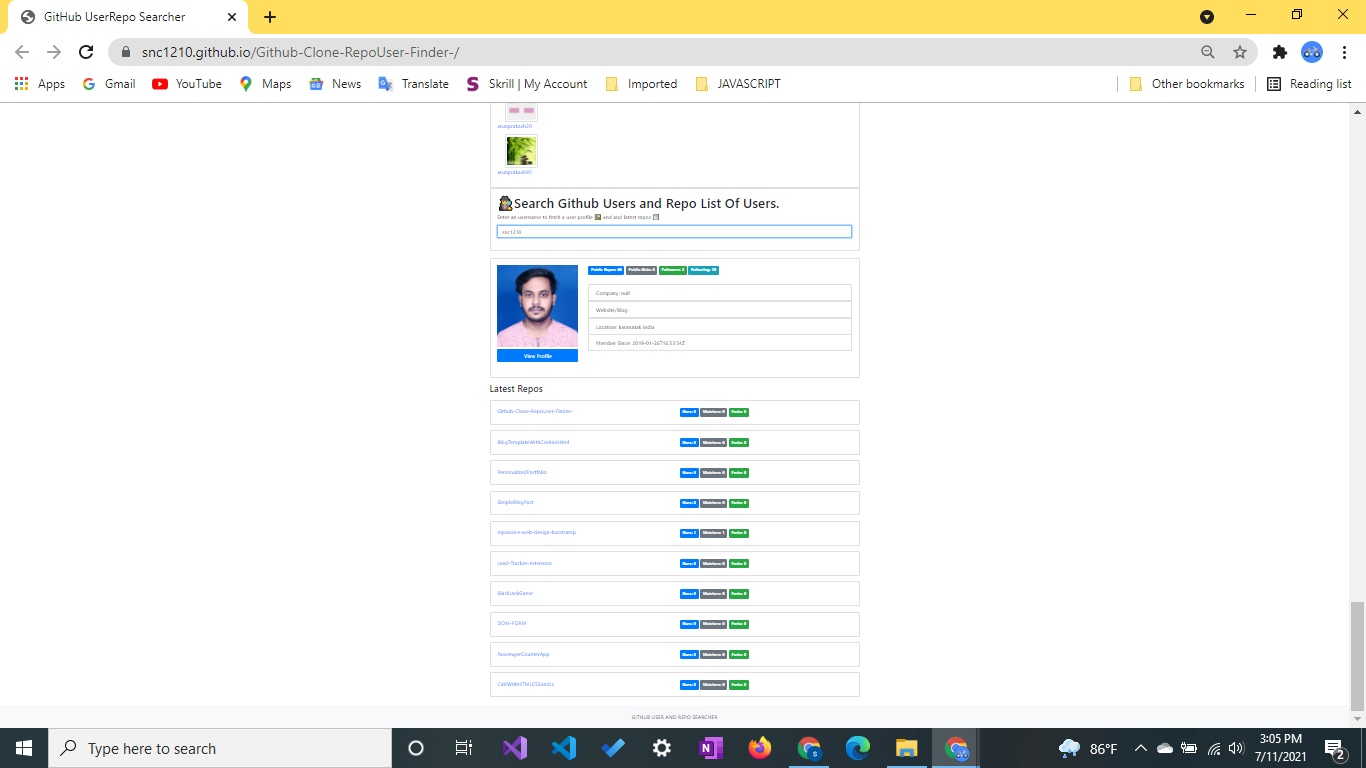 GitHub UserRepo Searcher
snc1210.github.io/Github-Clone-RepoUser-Finder-/
Apps Gmail YouTube Maps News Translate Skrill | My Account Imported JAVASCRIPT Other bookmarks Reading list
arunprakash20
arunprakash95
Search Github Users and Repo List Of Users.
Enter an username to fetch a user profile and and latest repos
snc1210
Public Repos: Public Gists: 0 Followers: 2 Following:
Company: null
Website/Blog:
Location: karanatak india
Member Since: 2019-01-26T16:53:54Z
View Profile
Latest Repos
Github-Clone-RepoUser-Finder- Stars: 0 Watchers: 0 Forks: 0
BlogTemplateWithCssAndHtml Stars: 0 Watchers: 0 Forks: 0
PersonalizedPortfolio Stars: 0 Watchers: 0 Forks: 0
SimpleBlogPost Stars: 0 Watchers: 0 Forks: 0
reponsive-web-design-bootcamp Stars: 1 Watchers: 1 Forks: 0
Lead-Tracker-extension Stars: 0 Watchers: 0 Forks: 0
BlackJackGame Stars: 0 Watchers: 0 Forks: 0
DOM-FORM Stars: 0 Watchers: 0 Forks: 0
PassengerCounterApp Stars: 0 Watchers: 0 Forks: 0
Stars: 0 Watchers: 0 Forks: 0
GITHUB USER AND REPO SEARCHER
Type here to search
86°F
3:05 PM
7/11/2021
2